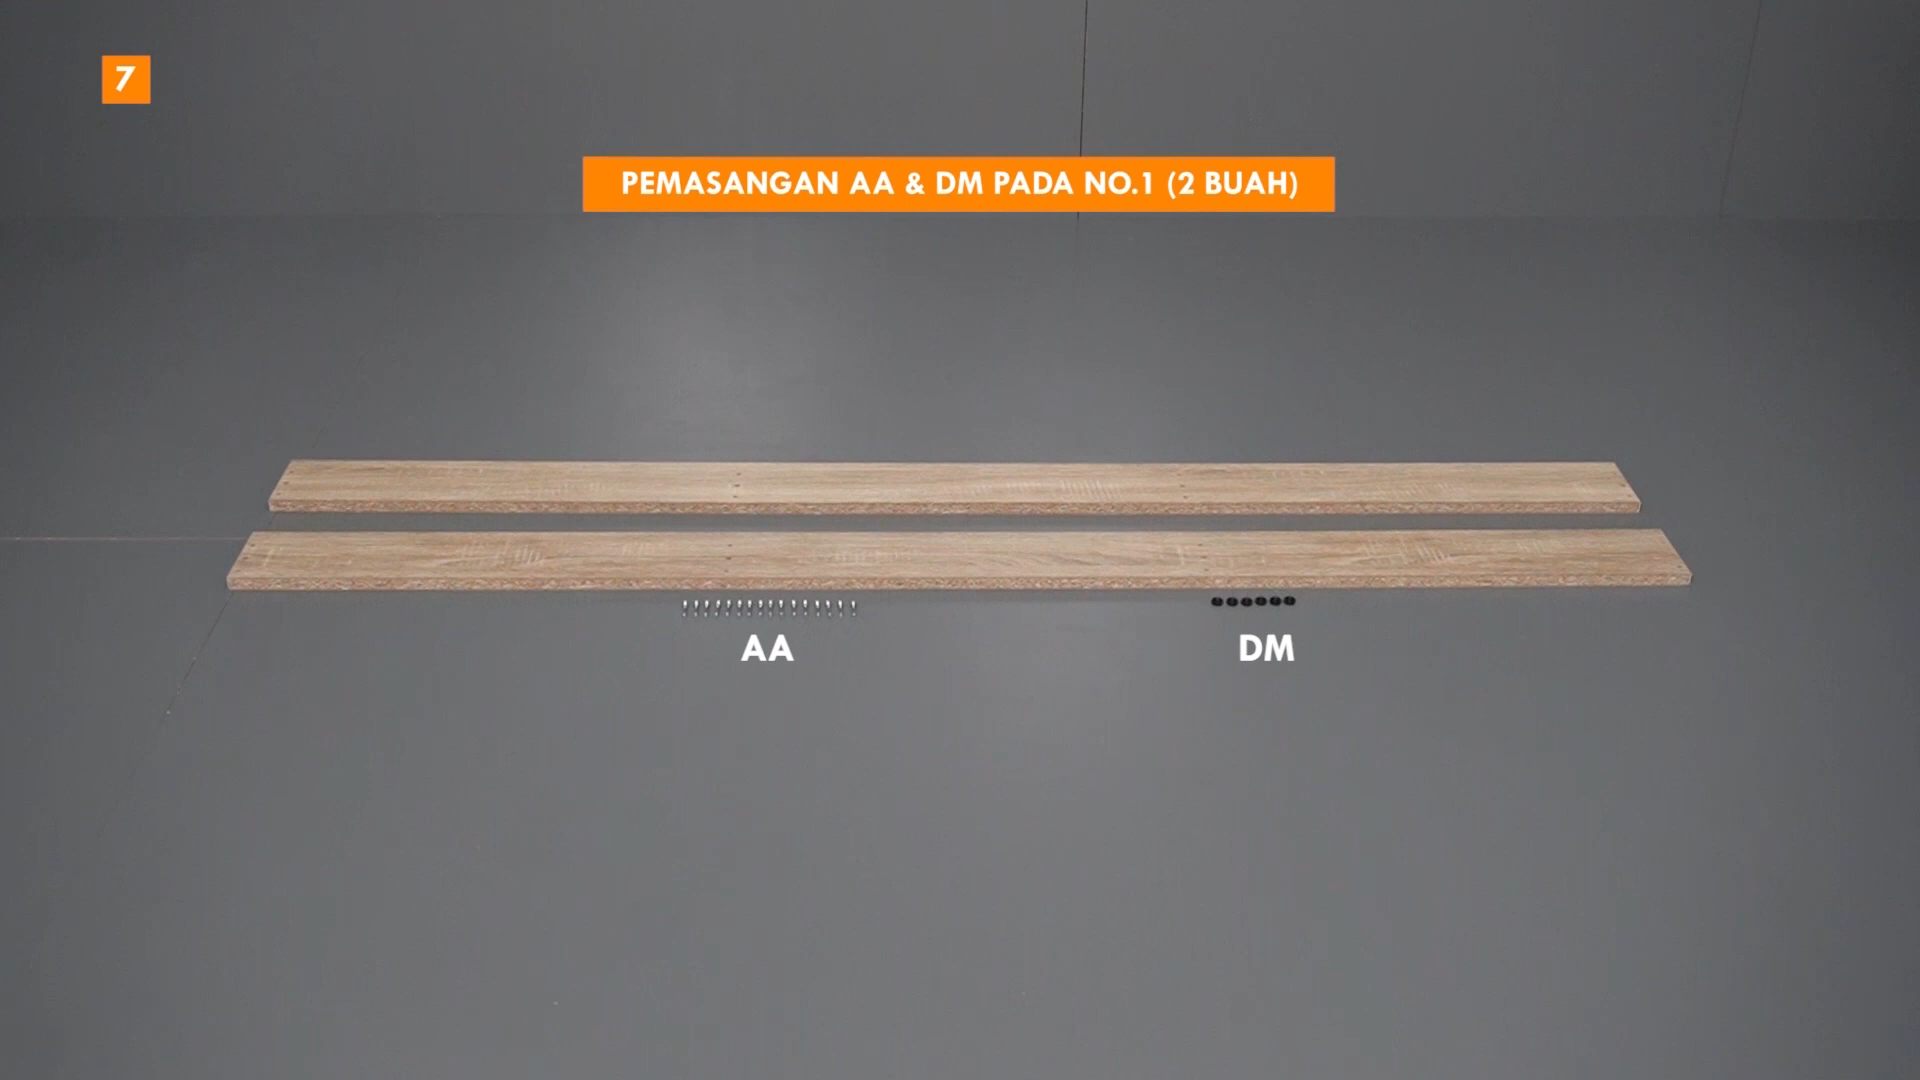 7
PEMASANGAN AA & DM PADA NO.1 (2 BUAH)
AA
DM